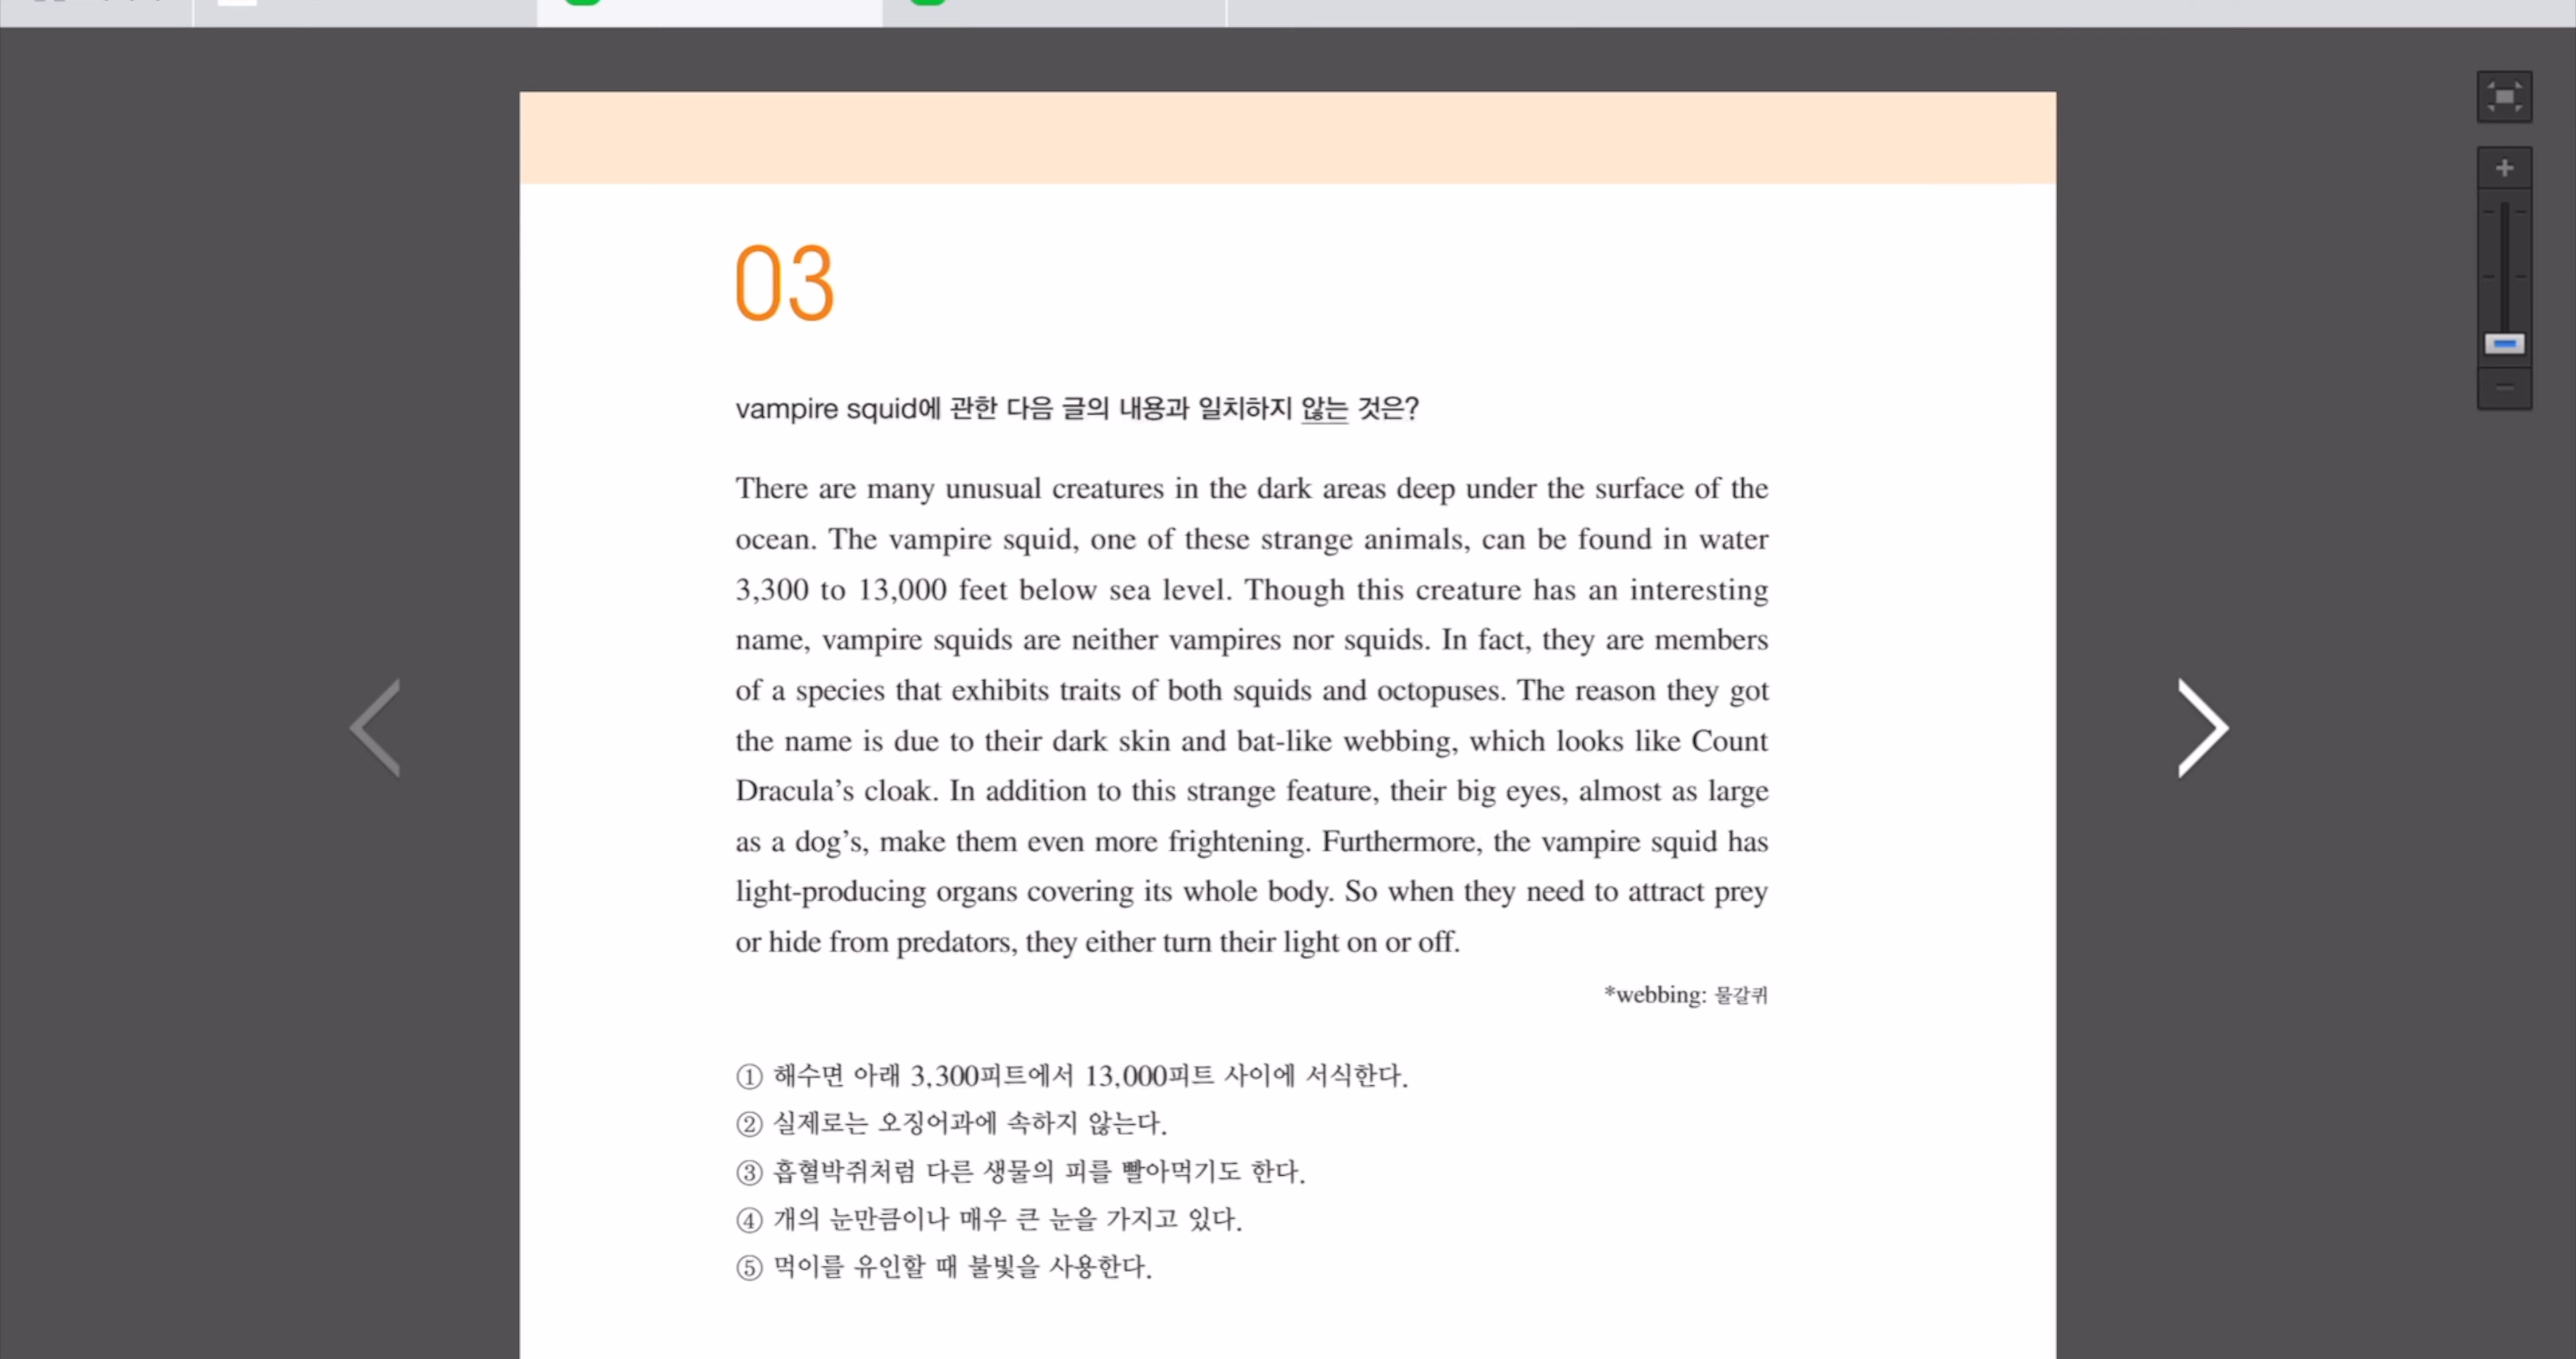 03
vampire squid에 관한 다음 글의 내용과 일치하지 않는 것은?
There are many unusual creatures in the dark areas deep under the surface of the
ocean. The vampire squid, one of these strange animals, can be found in water
3,300 to 13,000 feet below sea level. Though this creature has an interesting
name, vampire squids are neither vampires nor squids. In fact, they are members
of a species that exhibits traits of both squids and octopuses. The reason they got
the name is due to their dark skin and bat-like webbing, which looks like Count
Dracula’s cloak. In addition to this strange feature, their big eyes, almost as large
as a dog’s, make them even more frightening. Furthermore, the vampire squid has
light-producing organs covering its whole body. So when they need to attract prey
or hide from predators, they either turn their light on or off.
*webbing: 물갈퀴
① 해수면 아래 3,300피트에서 13,000피트 사이에 서식한다.
② 실제로는 오징어과에 속하지 않는다.
③ 흡혈박쥐처럼 다른 생물의 피를 빨아먹기도 한다.
④ 개의 눈만큼이나 매우 큰 눈을 가지고 있다.
⑤ 먹이를 유인할 때 불빛을 사용한다.